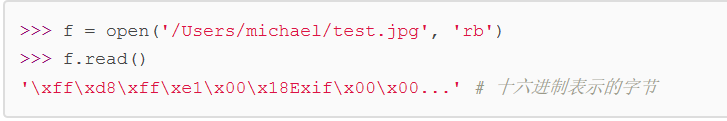 >>> f = open('/Users/michael/test.jpg', 'rb')
>>> f.read()
'\xff\xd8\xff\xe1\x00\x18Exif\x00\x00...' # 十六进制表示的字节